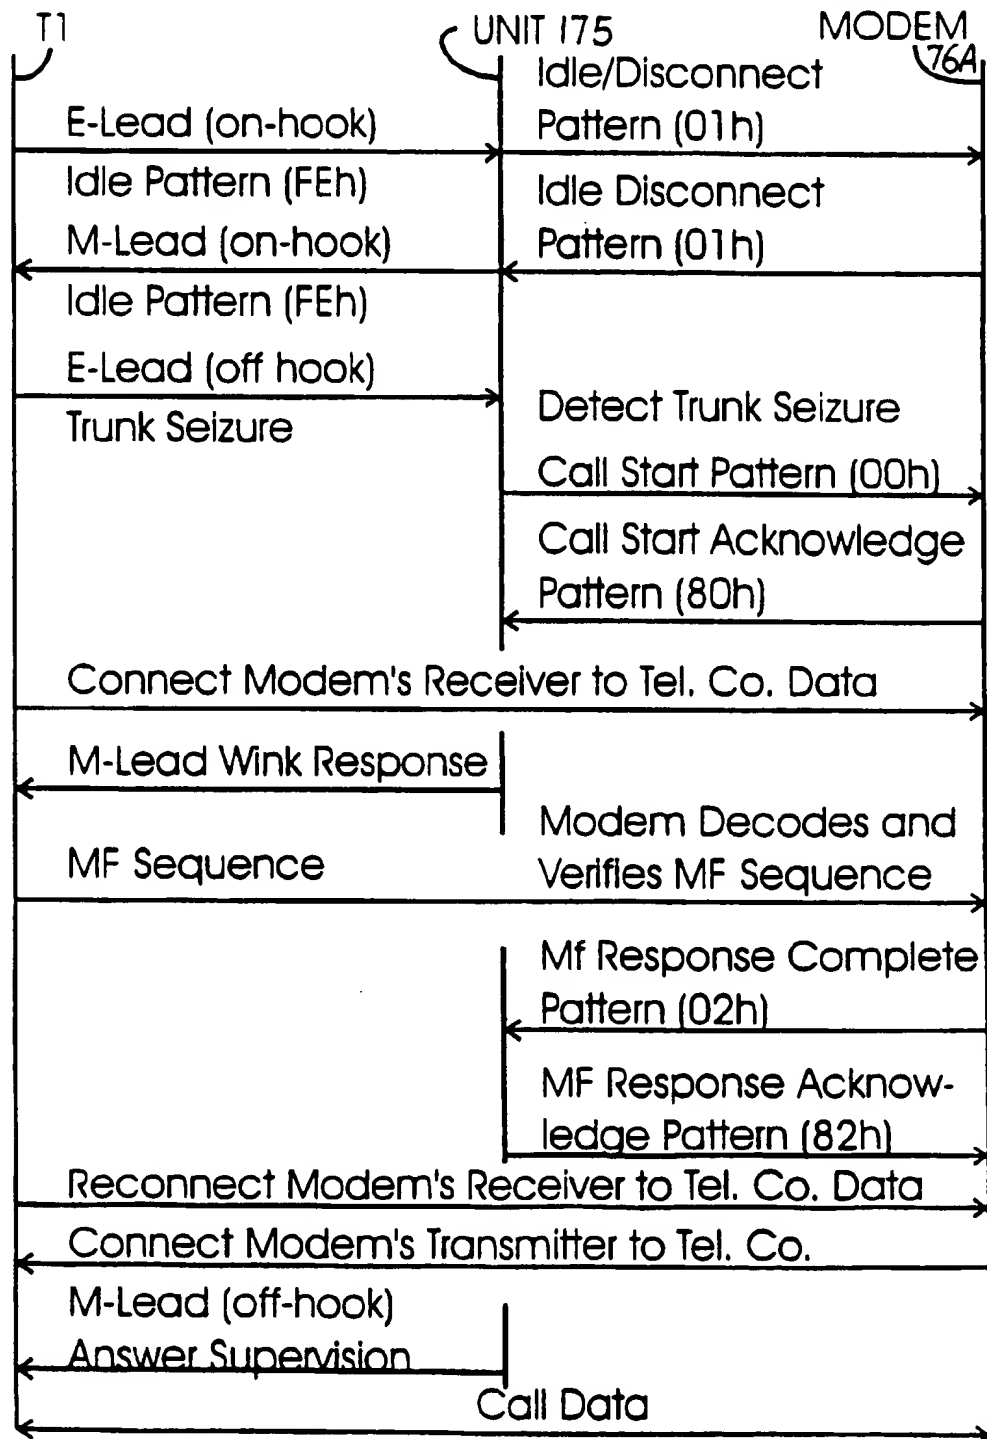 T1
UNIT 175
MODEM
76A
Idle/Disconnect
Pattern (01h)
E-Lead (on-hook)
Idle Pattern (FEh)
Idle Disconnect
Pattern (01h)
M-Lead (on-hook)
Idle Pattern (FEh)
E-Lead (off hook)
Trunk Seizure
Detect Trunk Seizure
Call Start Pattern (00h)
Call Start Acknowledge
Pattern (80h)
Connect Modem's Receiver to Tel. Co. Data
M-Lead Wink Response
MF Sequence
Modem Decodes and
Verifies MF Sequence
Mf Response Complete
Pattern (02h)
MF Response Acknow-
ledge Pattern (82h)
Reconnect Modem's Receiver to Tel. Co. Data
Connect Modem's Transmitter to Tel. Co.
M-Lead (off-hook)
Answer Supervision
Call Data